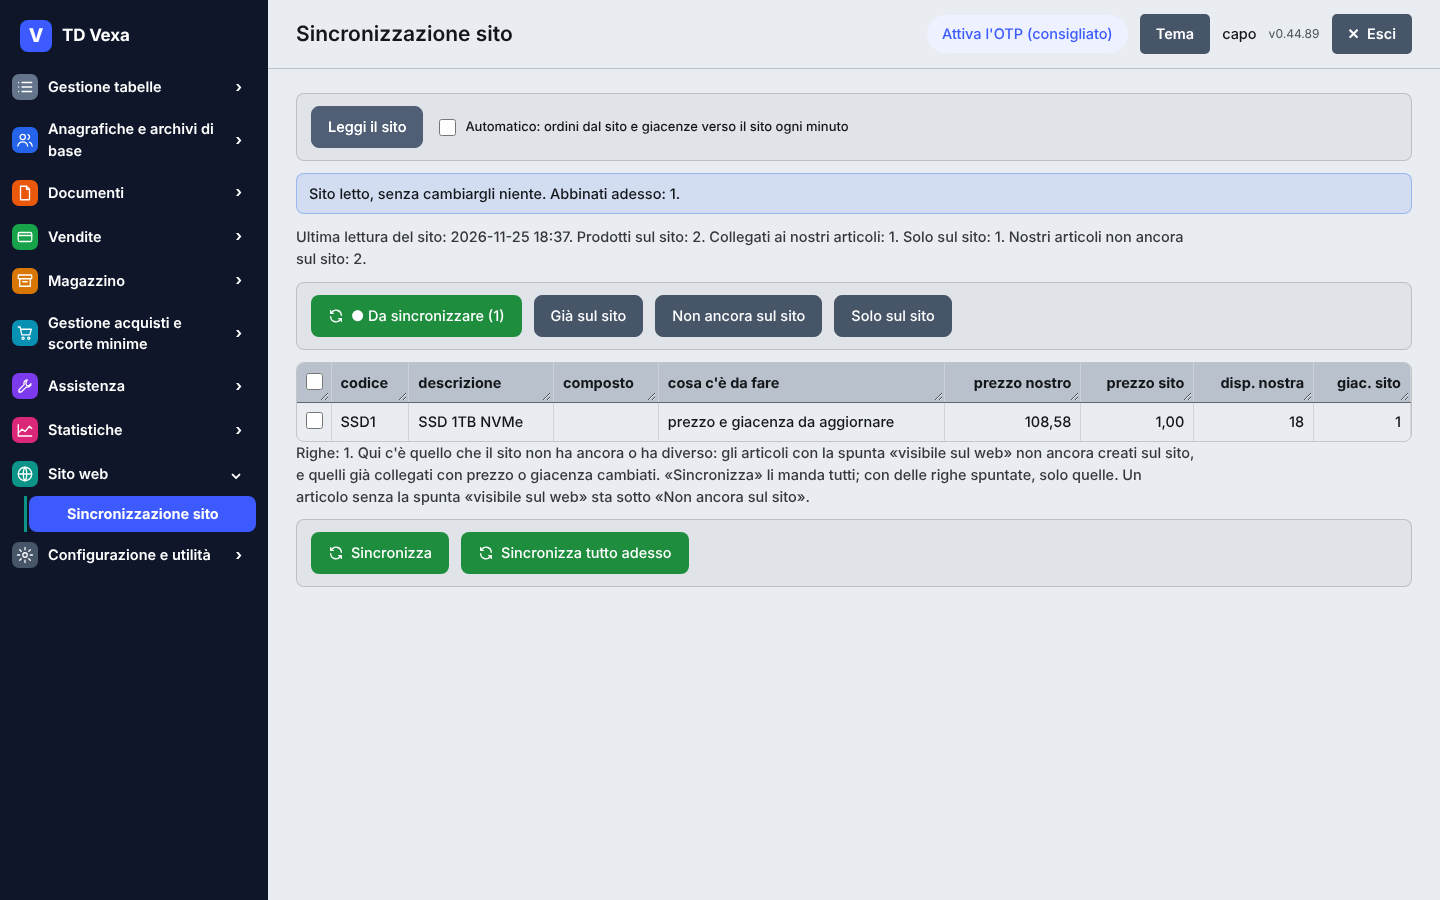 V TD Vexa
Gestione tabelle
Anagrafiche e archivi di
base
Documenti
Vendite
Magazzino
Gestione acquisti e
scorte minime
Assistenza
Statistiche
Sito web
Sincronizzazione sito
Configurazione e utilità
Sincronizzazione sito
Attiva l'OTP (consigliato)
Tema
capo
v0.44.89
✕ Esci
Leggi il sito
Automatico: ordini dal sito e giacenze verso il sito ogni minuto
Sito letto, senza cambiargli niente. Abbinati adesso: 1.
Ultima lettura del sito: 2026-11-25 18:37. Prodotti sul sito: 2. Collegati ai nostri articoli: 1. Solo sul sito: 1. Nostri articoli non ancora
sul sito: 2.
Da sincronizzare (1)
Già sul sito
Non ancora sul sito
Solo sul sito
codice descrizione composto cosa c'è da fare prezzo nostro prezzo sito disp. nostra giac. sito
SSD1 SSD 1TB NVMe prezzo e giacenza da aggiornare 108,58 1,00 18 1
Righe: 1. Qui c'è quello che il sito non ha ancora o ha diverso: gli articoli con la spunta «visibile sul web» non ancora creati sul sito,
e quelli già collegati con prezzo o giacenza cambiati. «Sincronizza» li manda tutti; con delle righe spuntate, solo quelle. Un
articolo senza la spunta «visibile sul web» sta sotto «Non ancora sul sito».
Sincronizza
Sincronizza tutto adesso